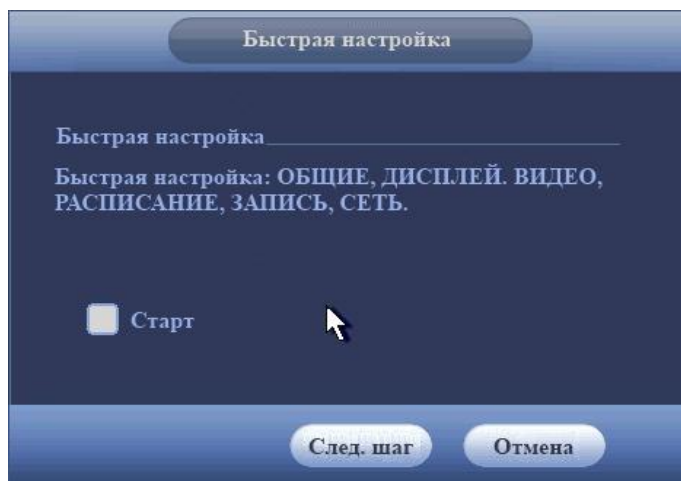 Быстрая настройка
Быстрая настройка
Быстрая настройка: ОБЩИЕ, ДИСПЛЕЙ. ВИДЕО,
РАСПИСАНИЕ, ЗАПИСЬ, СЕТЬ.
Старт
След. шаг
Отмена